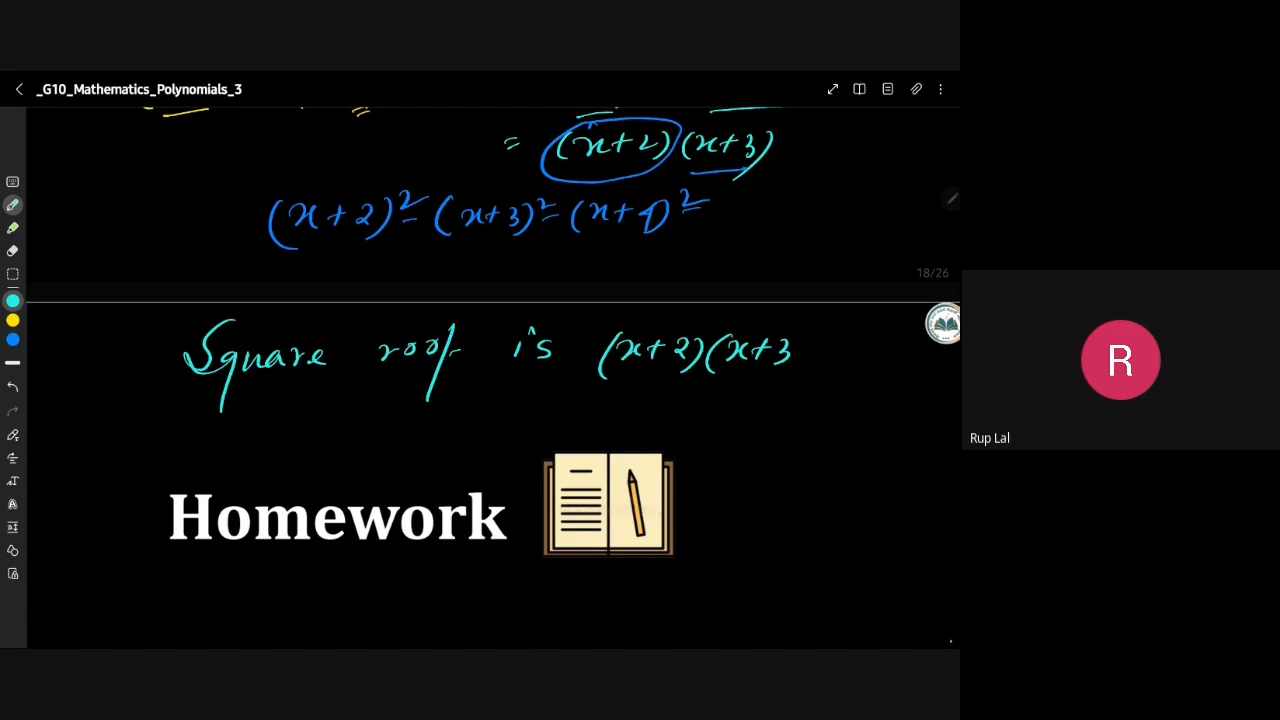 _G10_Mathematics_Polynomials_3
= (x+2)(x+3)
(x+2)² (x+3)² (x+1)²
18/26
Square root is (x+2)(x+3
Homework
R
Rup Lal